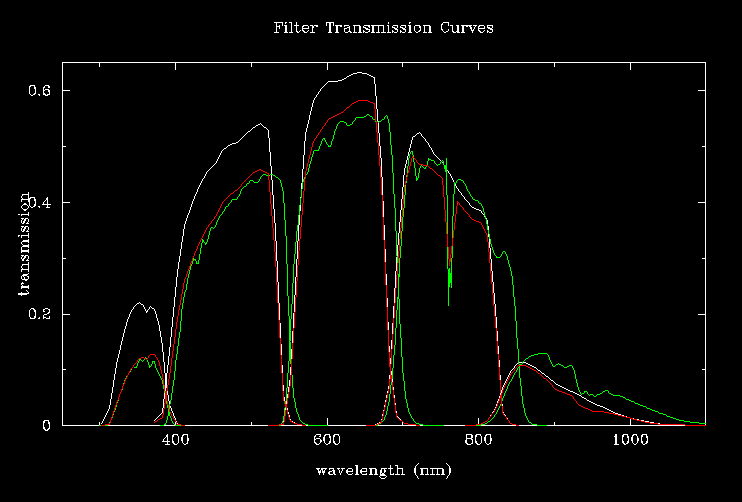 Filter Transmission Curves
0.6
0.4
0.2
0
transmission
400 600 800 1000
wavelength (nm)